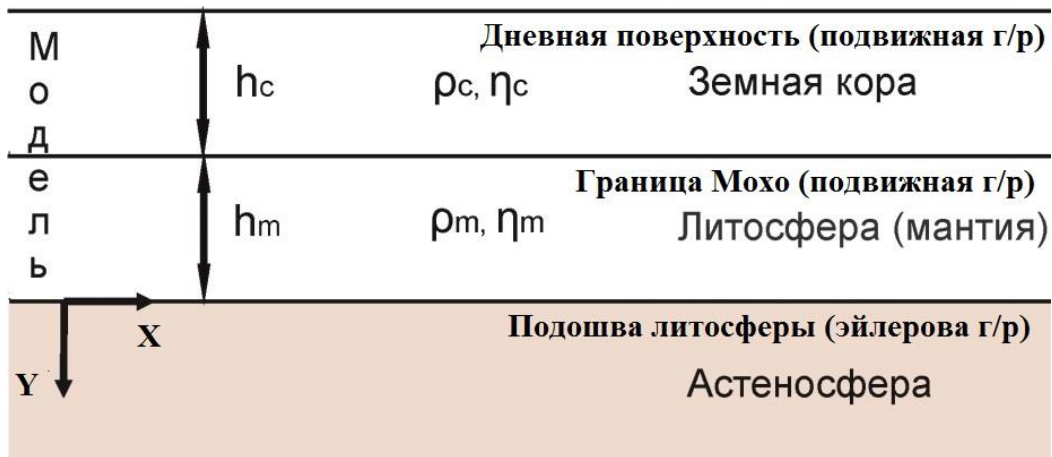 Модель
Дневная поверхность (подвижная г/р)
hc
ρc, ηc
Земная кора
Граница Мохо (подвижная г/р)
hm
ρm, ηm
Литосфера (мантия)
X
Подошва литосферы (эйлерова г/р)
Y
Астеносфера